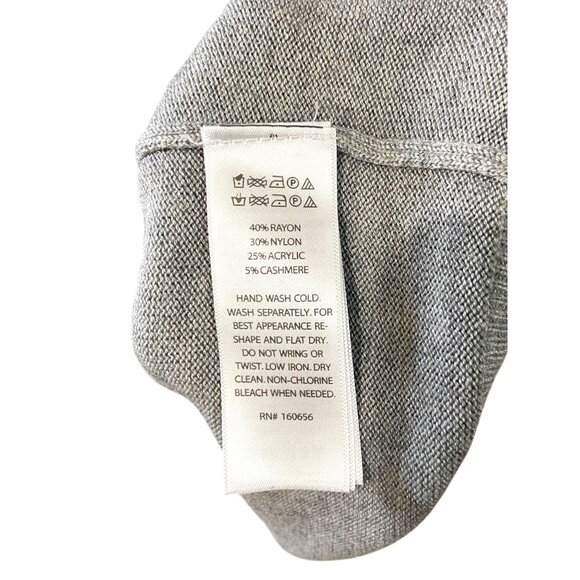 40% RAYON
30% NYLON
25% ACRYLIC
5% CASHMERE
HAND WASH COLD.
WASH SEPARATELY. FOR
BEST APPEARANCE RE-
SHAPE AND FLAT DRY.
DO NOT WRING OR
TWIST. LOW IRON. DRY
CLEAN. NON-CHLORINE
BLEACH WHEN NEEDED.
RN# 160656